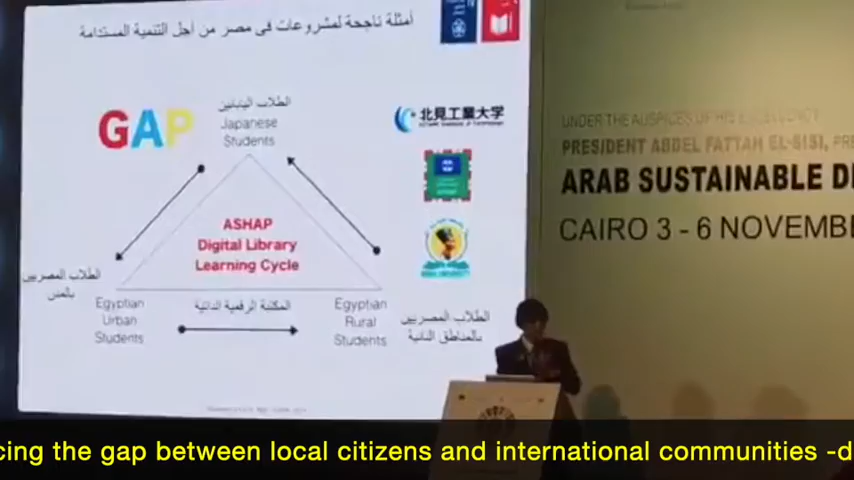 أمثلة ناجحة لمشروعات فى مصر من أجل التنمية المستدامة
GAP
الطلاب اليابانيين
Japanese
Students
北見工業大学
ASHAP
Digital Library
Learning Cycle
الطلاب المصريين
بالمدن
Egyptian
Urban
Students
المكتبة الرقمية النائية
Egyptian
Rural
Students
الطلاب المصريين
بالمناطق النائية
UNDER THE AUSPICES OF HIS EXCELLENCY
PRESIDENT ABDEL FATTAH EL-SISI,
ARAB SUSTAINABLE
CAIRO 3 - 6 NOVEMBE
cing the gap between local citizens and international communities -d